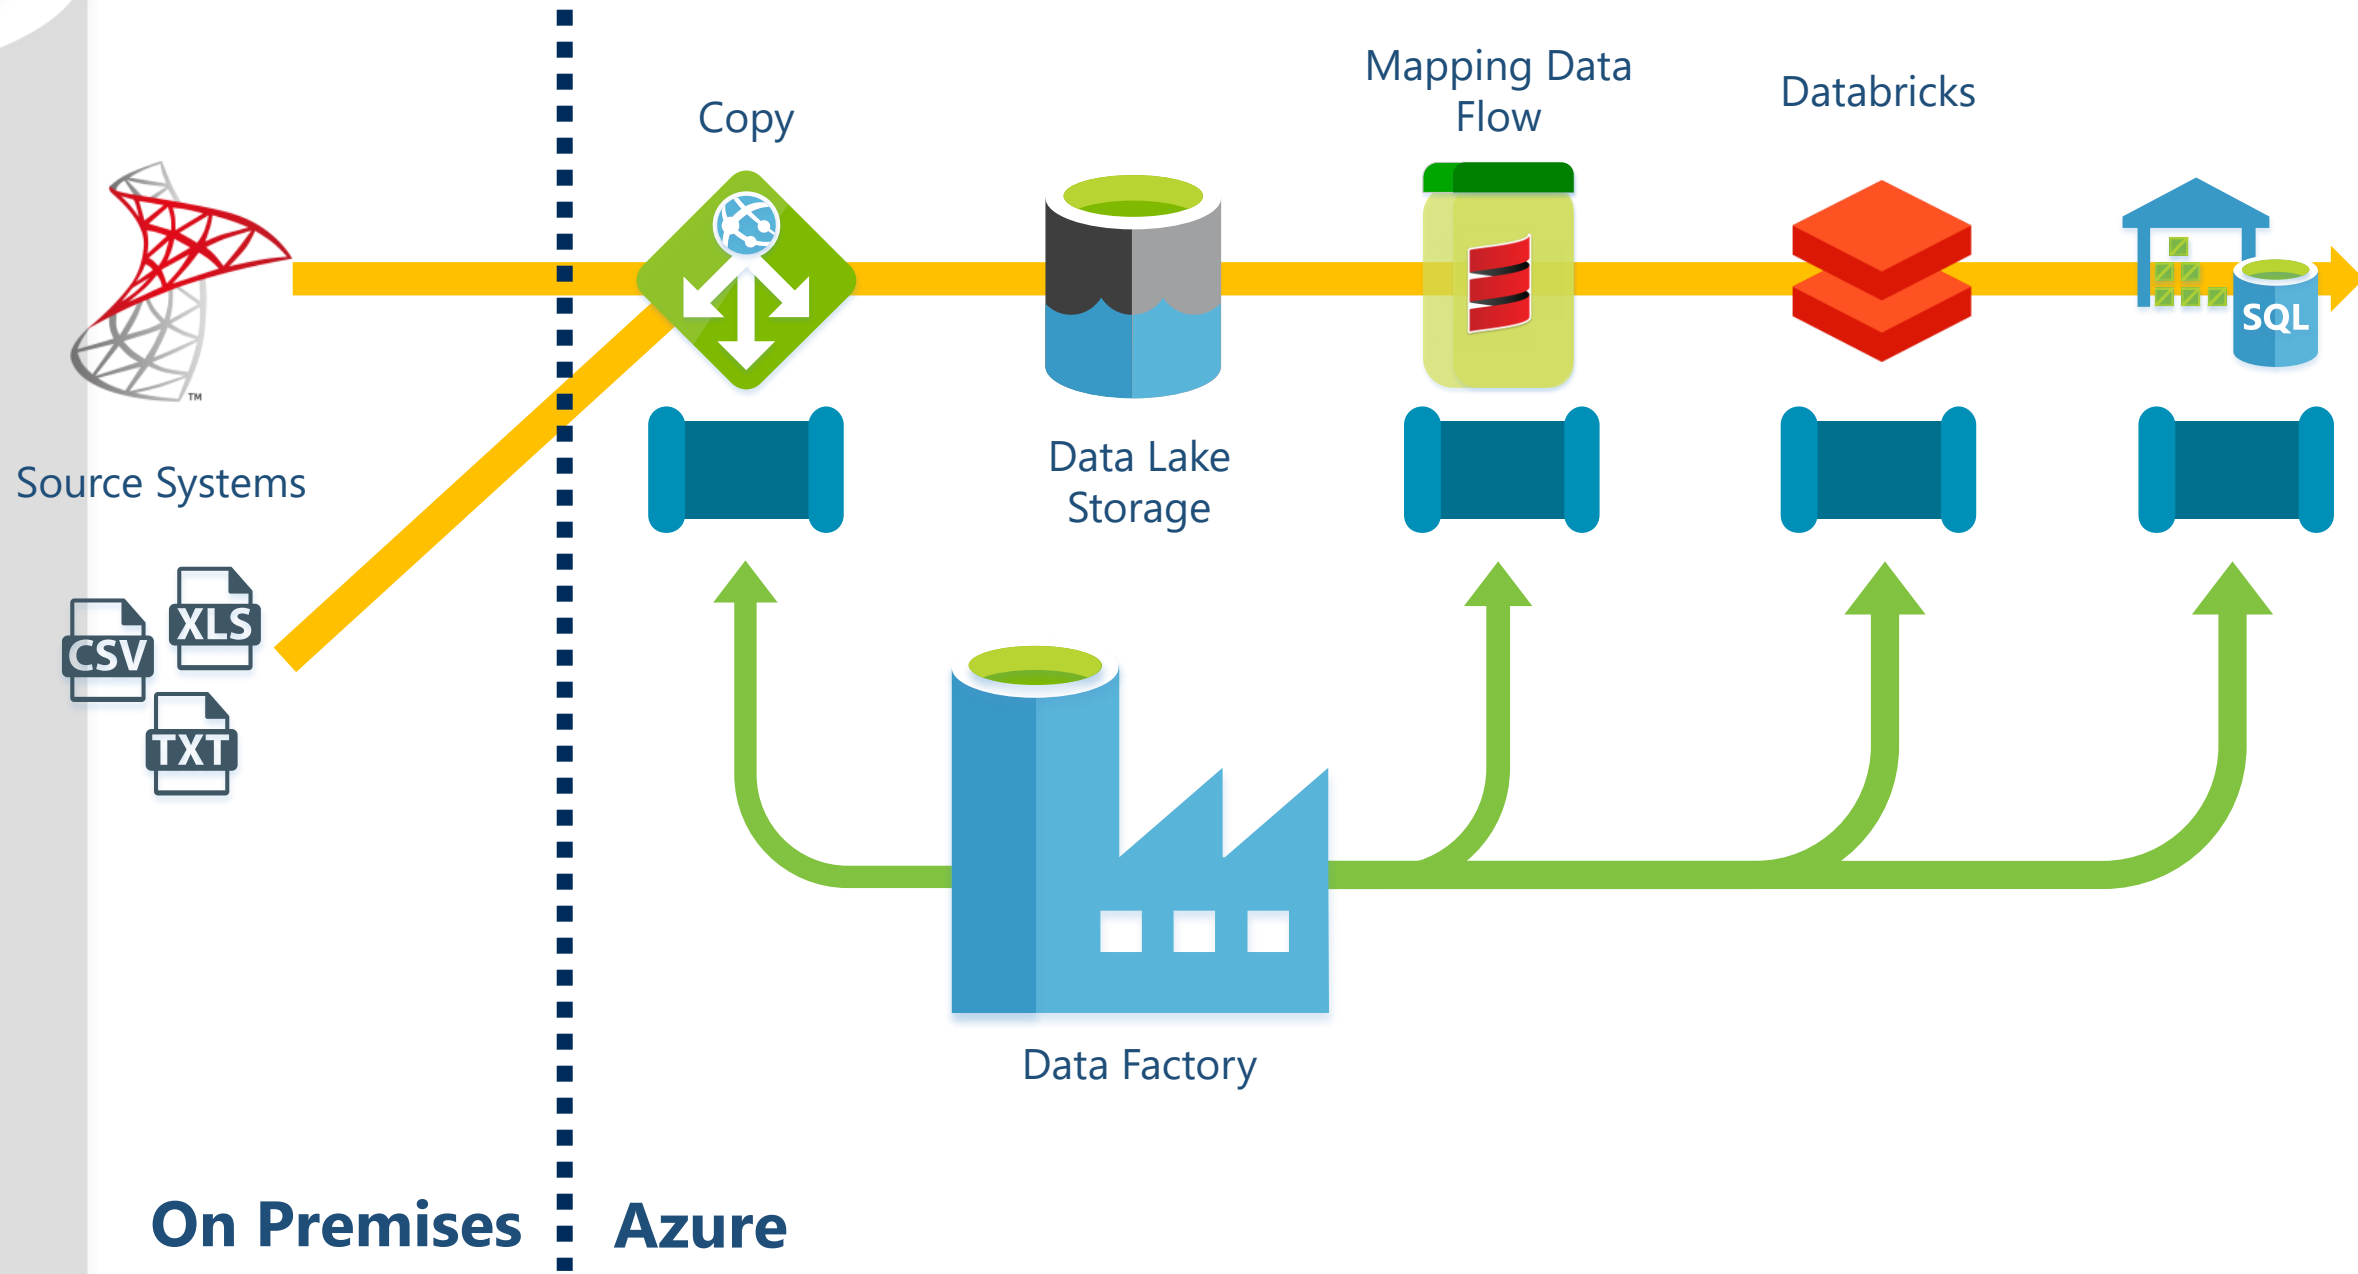 Mapping Data
Flow
Databricks
Copy
SQL
TM
Source Systems
Data Lake
Storage
XLS
CSV
TXT
Data Factory
On Premises
Azure